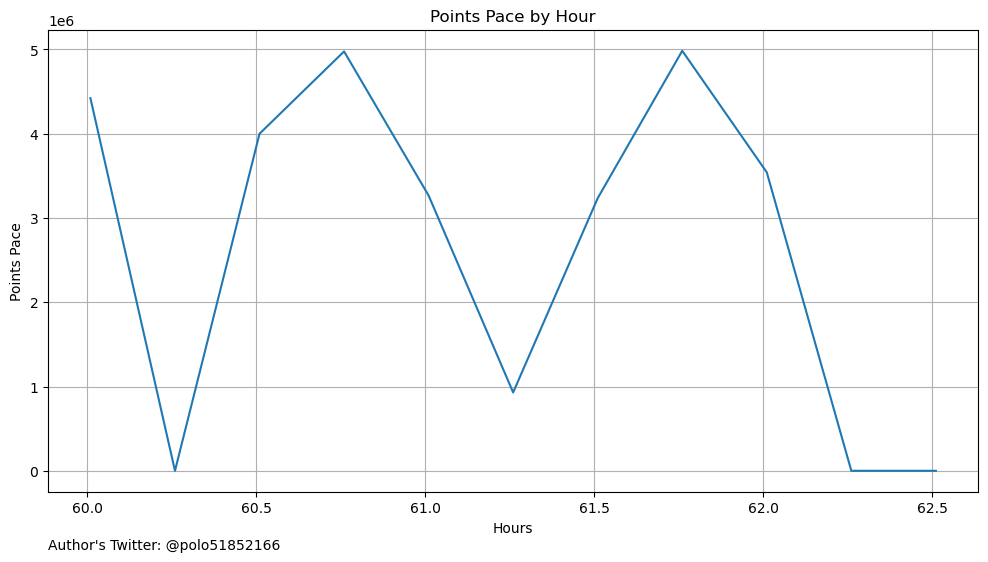 Points Pace by Hour
1e6
5
4
3
2
1
0
Points Pace
60.0 60.5 61.0 61.5 62.0 62.5
Hours
Author's Twitter: @polo51852166